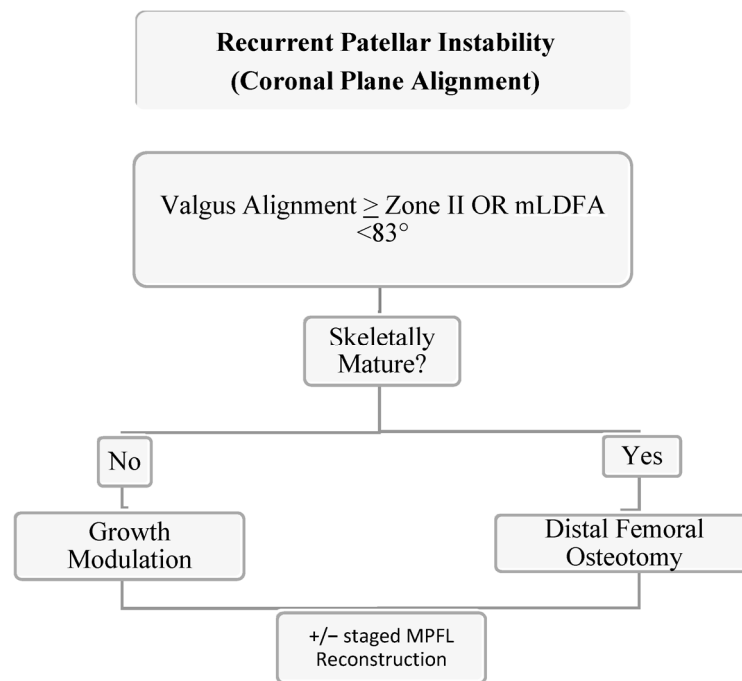 Recurrent Patellar Instability
(Coronal Plane Alignment)
Valgus Alignment ≥ Zone II OR mLDFA
<83°
Skeletally
Mature?
No
Yes
Growth
Modulation
Distal Femoral
Osteotomy
+/− staged MPFL
Reconstruction